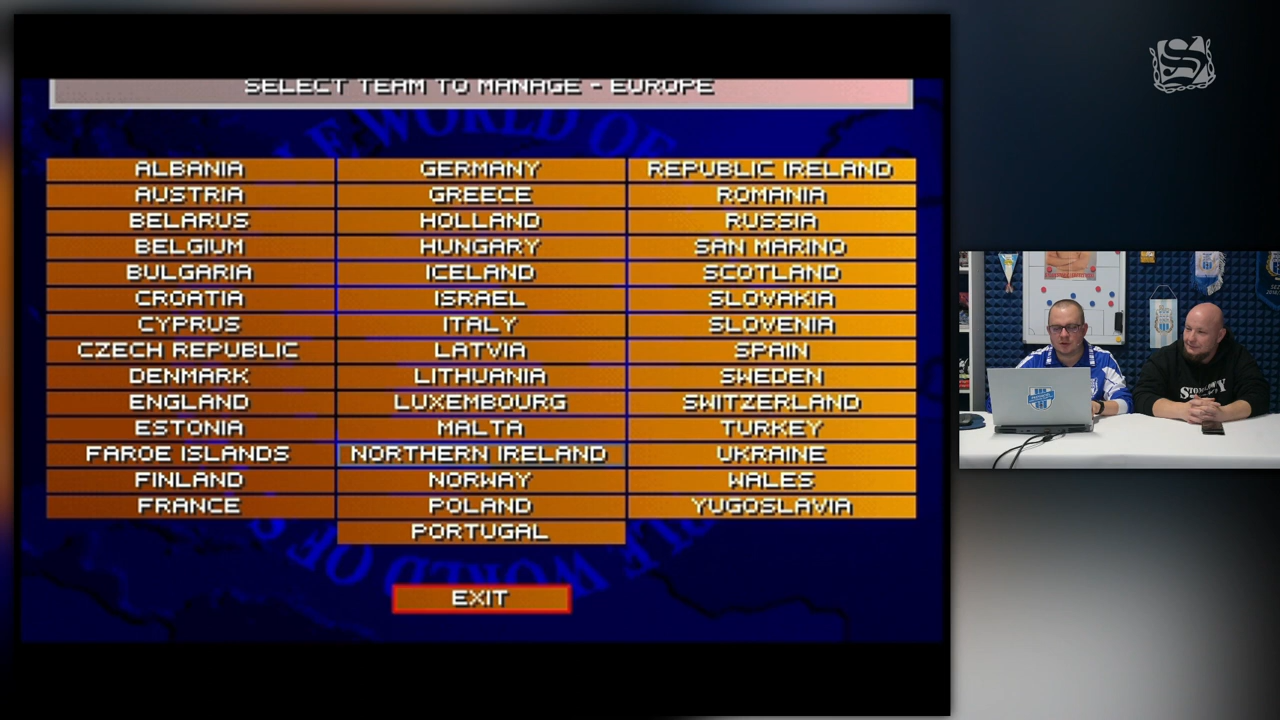 SELECT TEAM TO MANAGE - EUROPE
ALBANIA
AUSTRIA
BELARUS
BELGIUM
BULGARIA
CROATIA
CYPRUS
CZECH REPUBLIC
DENMARK
ENGLAND
ESTONIA
FAROE ISLANDS
FINLAND
FRANCE
GERMANY
GREECE
HOLLAND
HUNGARY
ICELAND
ISRAEL
ITALY
LATVIA
LITHUANIA
LUXEMBOURG
MALTA
NORTHERN IRELAND
NORWAY
POLAND
PORTUGAL
REPUBLIC IRELAND
ROMANIA
RUSSIA
SAN MARINO
SCOTLAND
SLOVAKIA
SLOVENIA
SPAIN
SWEDEN
SWITZERLAND
TURKEY
UKRAINE
WALES
YUGOSLAVIA
EXIT